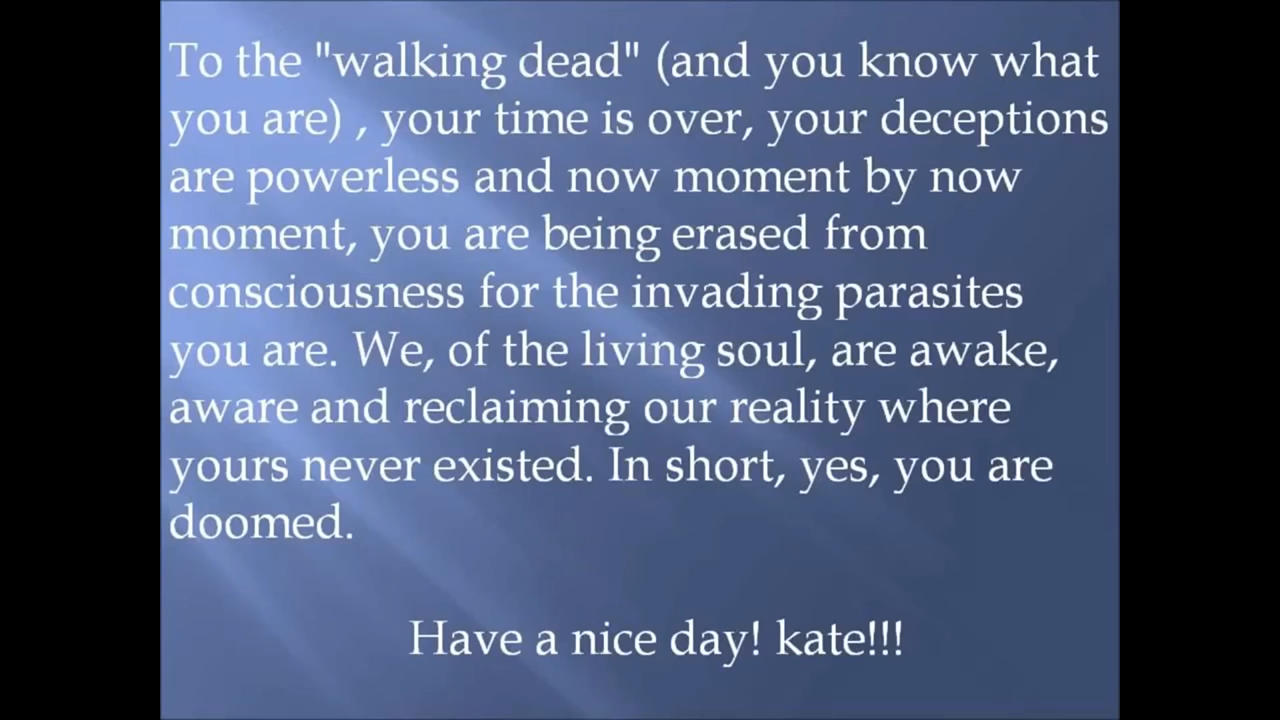 To the "walking dead" (and you know what
you are) , your time is over, your deceptions
are powerless and now moment by now
moment, you are being erased from
consciousness for the invading parasites
you are. We, of the living soul, are awake,
aware and reclaiming our reality where
yours never existed. In short, yes, you are
doomed.
Have a nice day! kate!!!